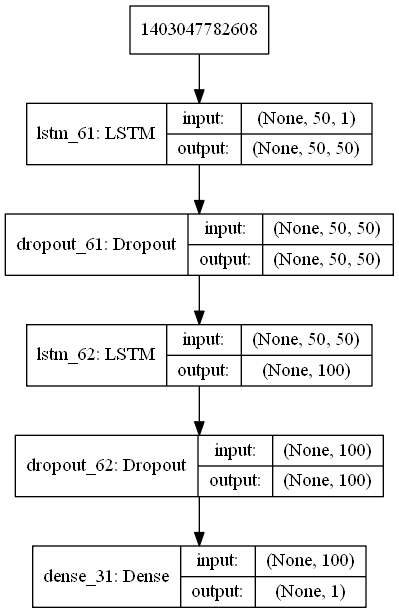 1403047782608
lstm_61: LSTM
input:
(None, 50, 1)
output:
(None, 50, 50)
dropout_61: Dropout
input:
(None, 50, 50)
output:
(None, 50, 50)
lstm_62: LSTM
input:
(None, 50, 50)
output:
(None, 100)
dropout_62: Dropout
input:
(None, 100)
output:
(None, 100)
dense_31: Dense
input:
(None, 100)
output:
(None, 1)